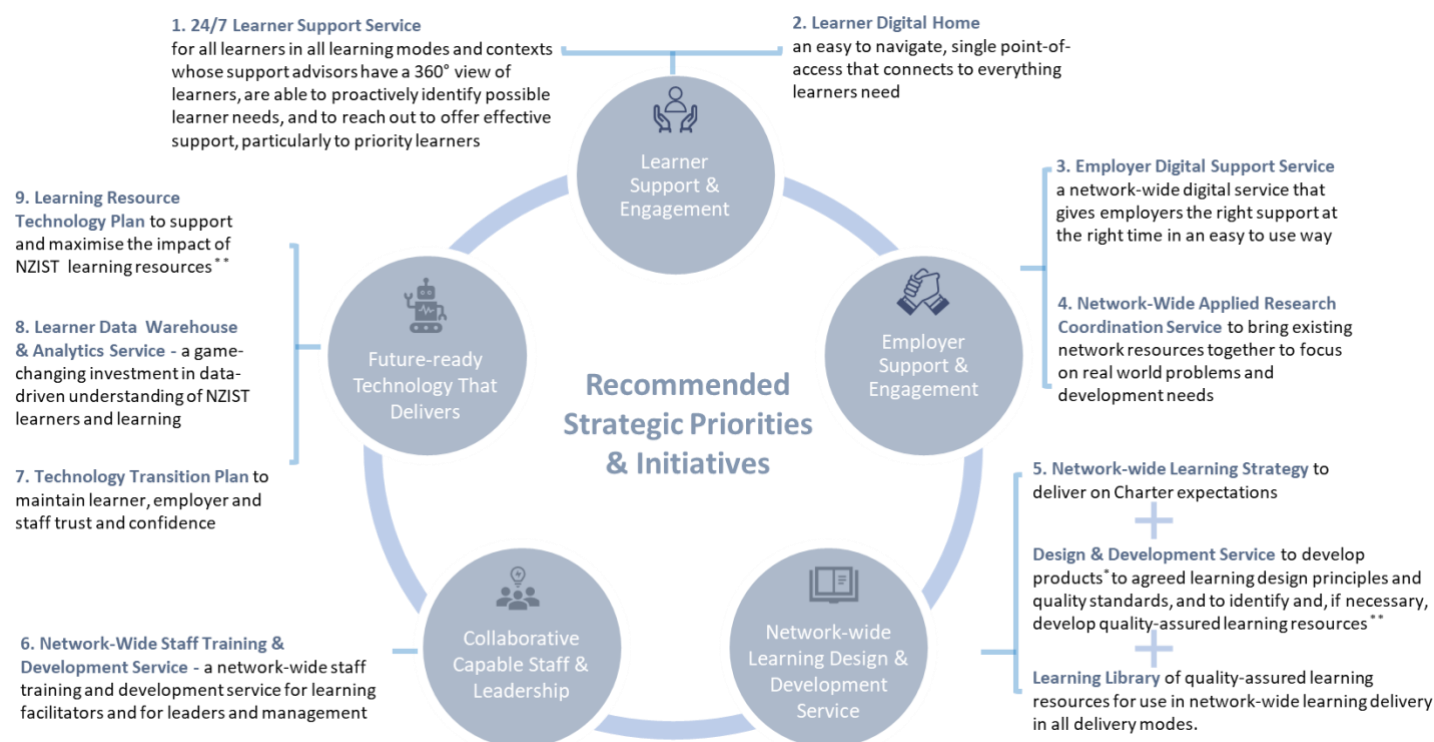 1. 24/7 Learner Support Service
for all learners in all learning modes and contexts
whose support advisors have a 360° view of
learners, are able to proactively identify possible
learner needs, and to reach out to offer effective
support, particularly to priority learners
2. Learner Digital Home
an easy to navigate, single point-of-
access that connects to everything
learners need
Learner
Support &
Engagement
3. Employer Digital Support Service
a network-wide digital service that
gives employers the right support at
the right time in an easy to use way
4. Network-Wide Applied Research
Coordination Service to bring existing
network resources together to focus
on real world problems and
development needs
Employer
Support &
Engagement
9. Learning Resource
Technology Plan to support
and maximise the impact of
NZIST learning resources**
8. Learner Data Warehouse
& Analytics Service - a game-
changing investment in data-
driven understanding of NZIST
learners and learning
7. Technology Transition Plan to
maintain learner, employer and
staff trust and confidence
Future-ready
Technology That
Delivers
Recommended
Strategic Priorities
& Initiatives
5. Network-wide Learning Strategy to
deliver on Charter expectations
Design & Development Service to develop
products* to agreed learning design principles and
quality standards, and to identify and, if necessary,
develop quality-assured learning resources**
Learning Library of quality-assured learning
resources for use in network-wide learning delivery
in all delivery modes.
Network-wide
Learning Design &
Development
Service
Collaborative
Capable Staff &
Leadership
6. Network-Wide Staff Training &
Development Service - a network-wide staff
training and development service for learning
facilitators and for leaders and management